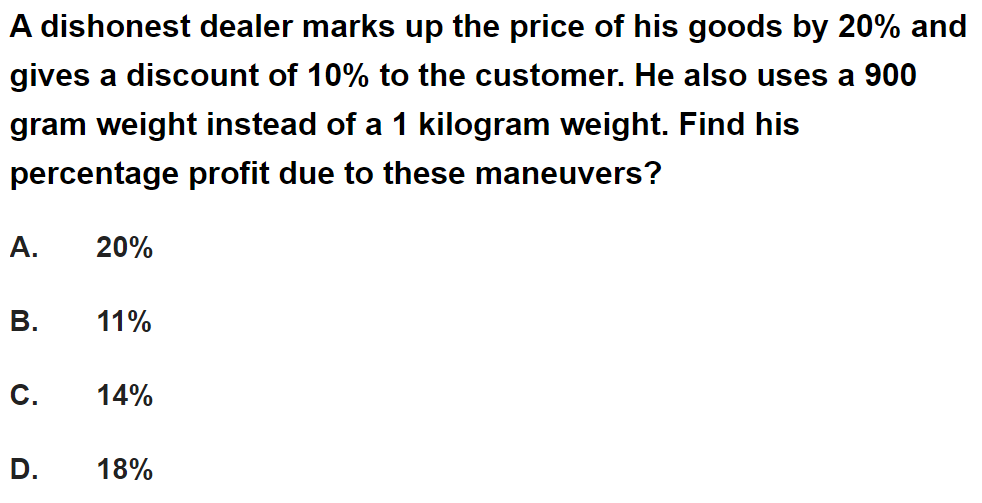 A dishonest dealer marks up the price of his goods by 20% and
gives a discount of 10% to the customer. He also uses a 900
gram weight instead of a 1 kilogram weight. Find his
percentage profit due to these maneuvers?
A. 20%
B. 11%
C. 14%
D. 18%